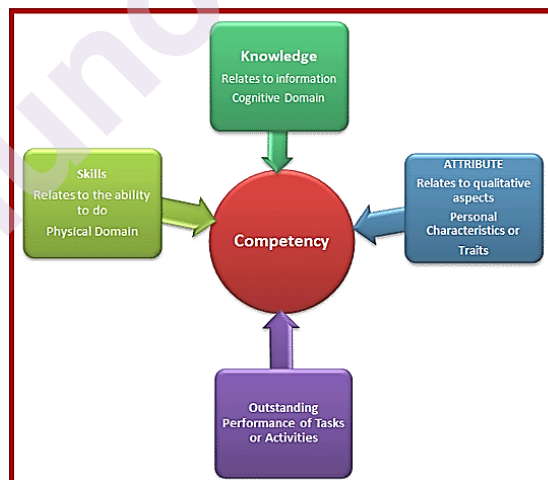 Knowledge
Relates to information
Cognitive Domain
Skills
Relates to the ability
to do
Physical Domain
ATTRIBUTE
Relates to qualitative
aspects
Personal
Characteristics or
Traits
Competency
Outstanding
Performance of Tasks
or Activities